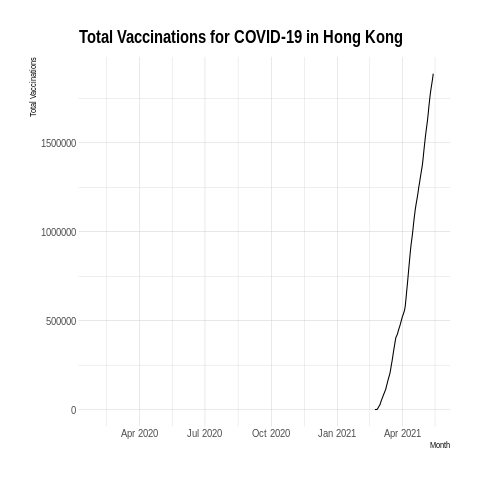 Total Vaccinations for COVID-19 in Hong Kong
Total Vaccinations
1500000
1000000
500000
0
Apr 2020 Jul 2020 Oct 2020 Jan 2021 Apr 2021
Month